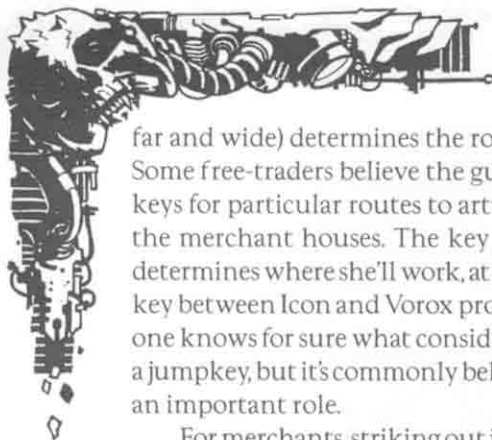 far and wide) determines the ro
Some free-traders believe the gu
keys for particular routes to art
the merchant houses. The key
determines where she'll work, at
key between Icon and Vorox pro
one knows for sure what consid
a jumpkey, but it's commonly bel
an important role.
For merchants striking out i